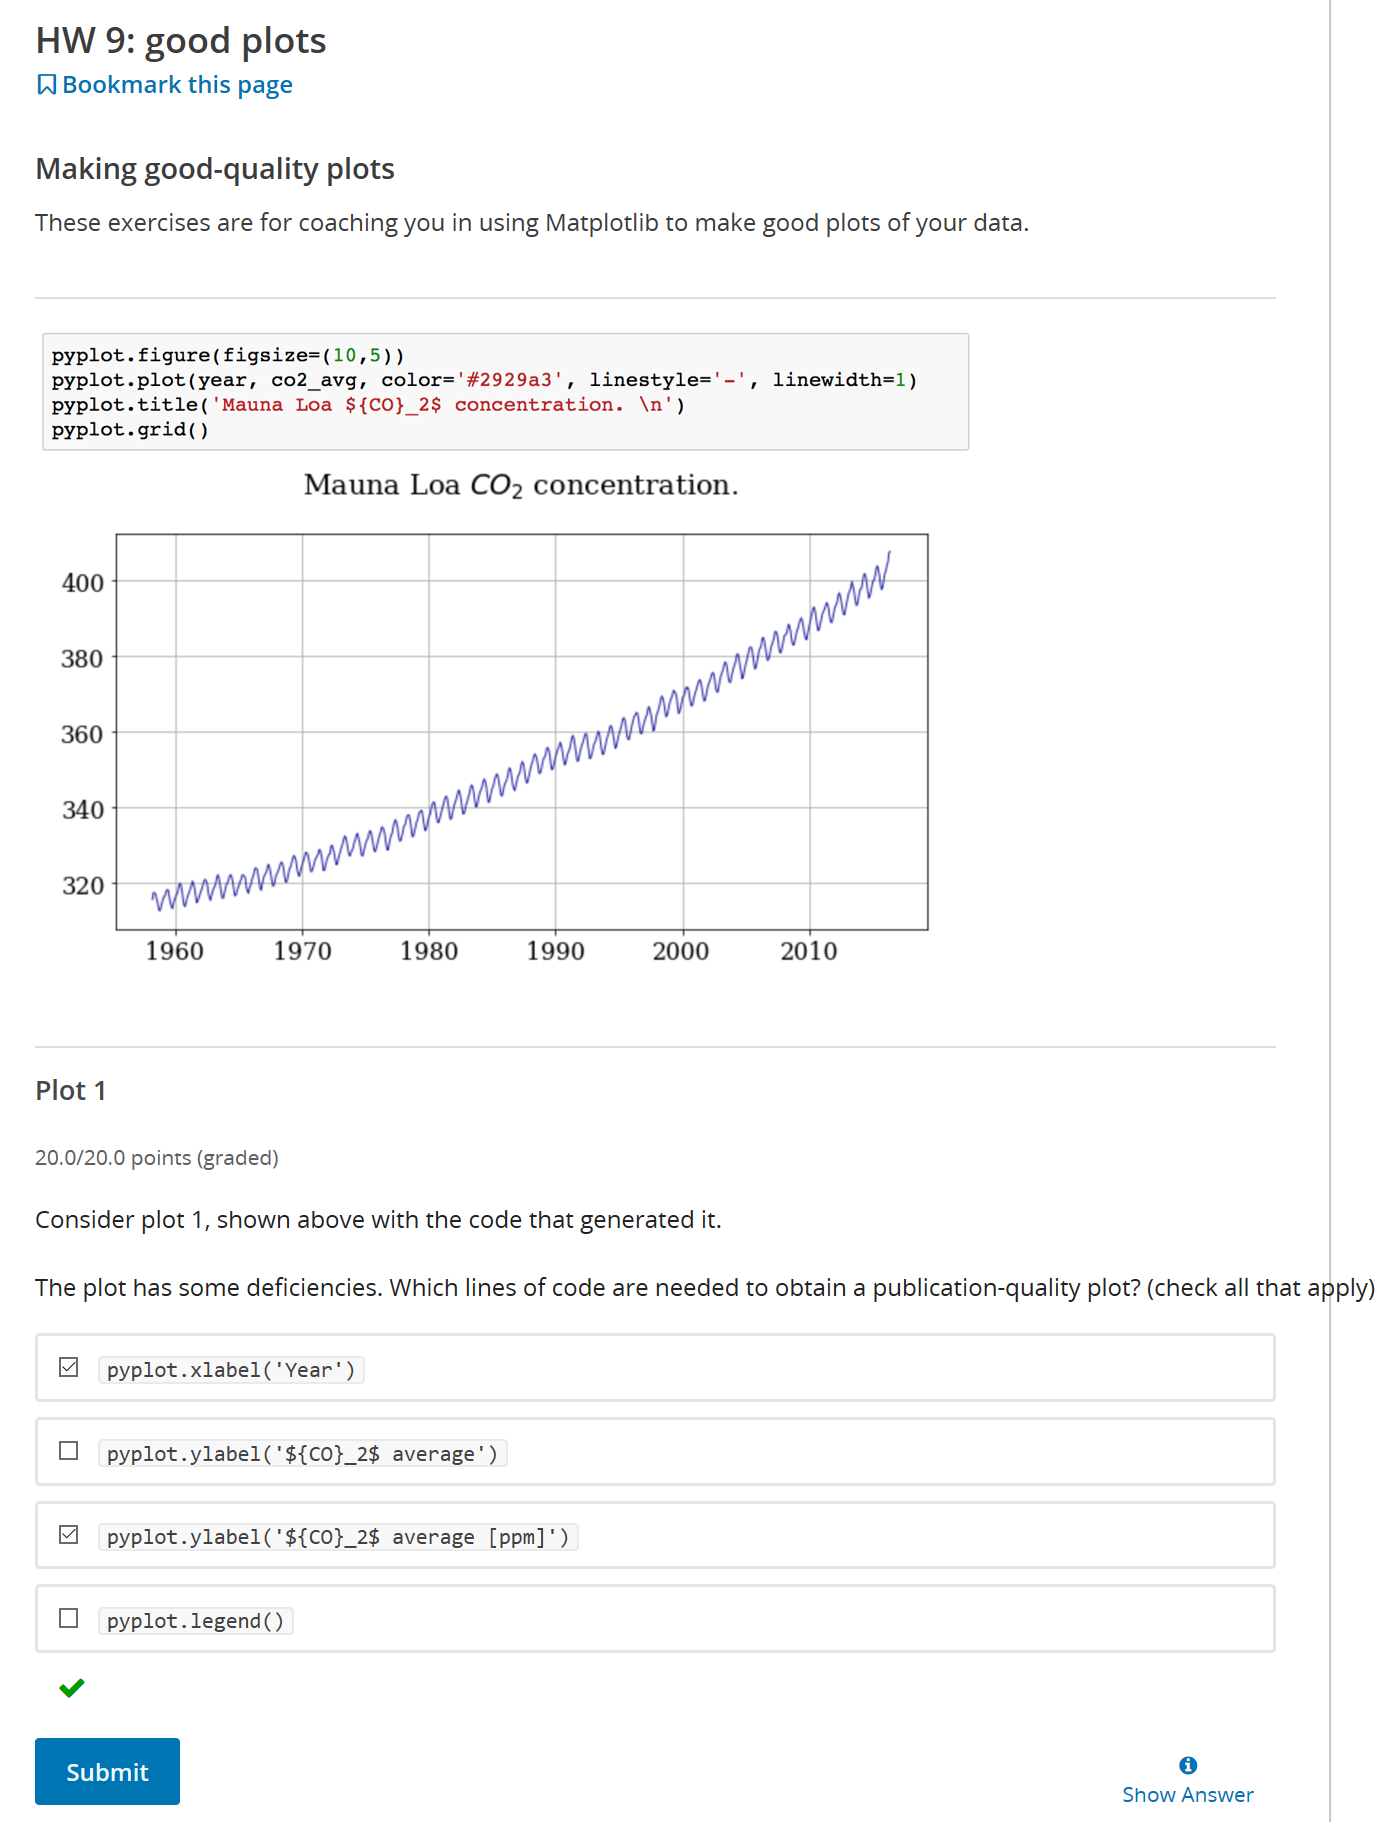 HW 9: good plots
Bookmark this page
Making good-quality plots
These exercises are for coaching you in using Matplotlib to make good plots of your data.
pyplot.figure(figsize=(10,5))
pyplot.plot(year, co2_avg, color='#2929a3', linestyle='-', linewidth=1)
pyplot.title('Mauna Loa ${CO}_2$ concentration. \n')
pyplot.grid()
Mauna Loa CO₂ concentration.
400
380
360
340
320
1960 1970 1980 1990 2000 2010
Plot 1
20.0/20.0 points (graded)
Consider plot 1, shown above with the code that generated it.
The plot has some deficiencies. Which lines of code are needed to obtain a publication-quality plot? (check all that apply)
pyplot.xlabel('Year')
pyplot.ylabel('${CO}_2$ average')
pyplot.ylabel('${CO}_2$ average [ppm]')
pyplot.legend()
Submit
Show Answer